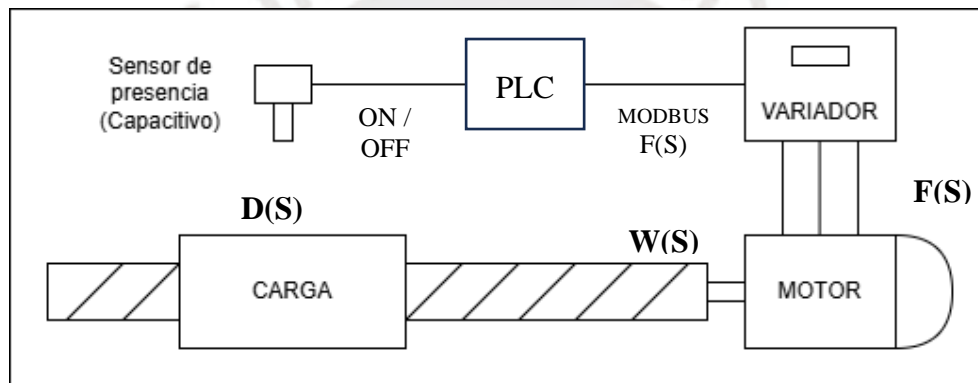 Sensor de
presencia
(Capacitivo)
ON /
OFF
PLC
MODBUS
F(S)
VARIADOR
F(S)
D(S)
W(S)
CARGA
MOTOR